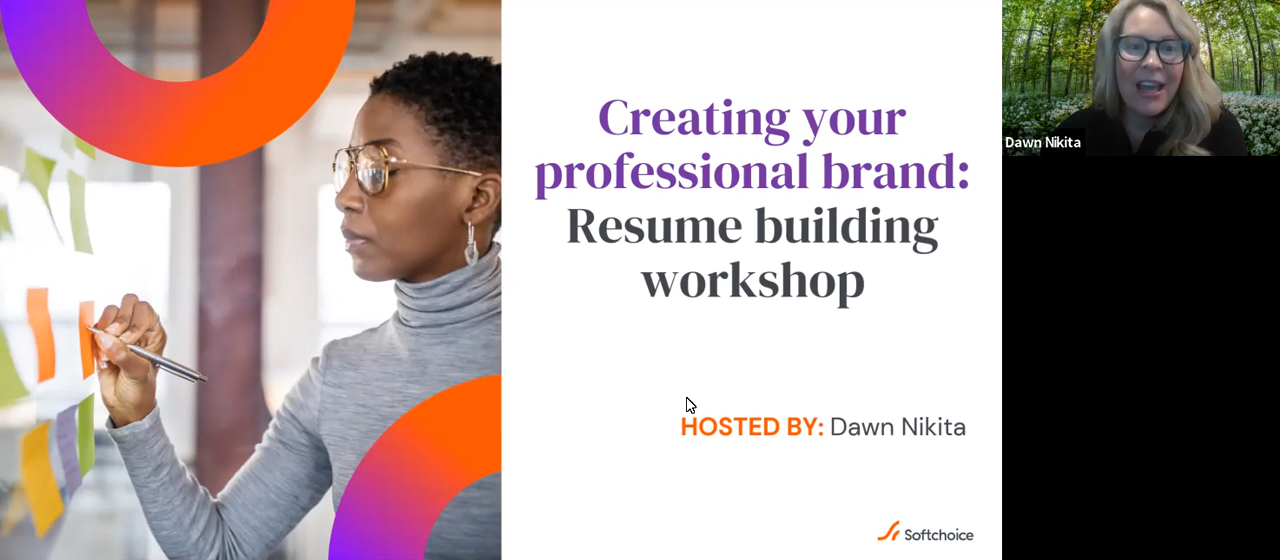 Creating your
professional brand:
Resume building
workshop
HOSTED BY: Dawn Nikita
Softchoice
Dawn Nikita